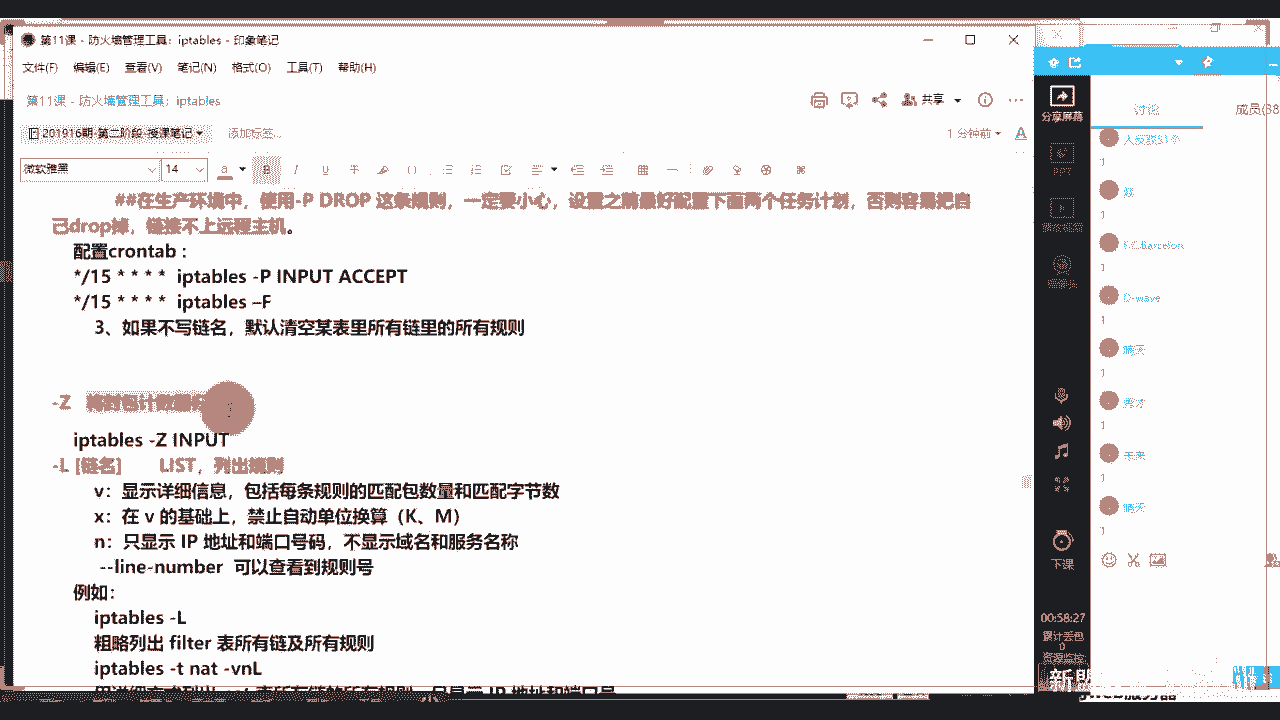 第11课 - 防火墙管理工具：iptables - 印象笔记
文件(F) 编辑(E) 查看(V) 笔记(N) 格式(O) 工具(T) 帮助(H)
第11课 - 防火墙管理工具：iptables
共享
201916期-第二阶段-授课笔记
添加标签...
1 分钟前
微软雅黑
14
##在生产环境中，使用-P DROP 这条规则，一定要小心，设置之前最好配置下面两个任务计划，否则容易把自
己drop掉，链接不上远程主机。
配置crontab：
*/15 * * * * iptables -P INPUT ACCEPT
*/15 * * * * iptables –F
3、如果不写链名，默认清空某表里所有链里的所有规则
-Z
iptables -Z INPUT
-L [链名] LIST，列出规则
v：显示详细信息，包括每条规则的匹配包数量和匹配字节数
x：在 v 的基础上，禁止自动单位换算（K、M）
n：只显示 IP 地址和端口号码，不显示域名和服务名称
--line-number 可以查看到规则号
例如：
iptables -L
粗略列出 filter 表所有链及所有规则
iptables -t nat -vnL
分享屏幕
PPT
下课
00:58:27
累计丢包
0
资源监控
讨论
成员(38
1
1
F.C.Barcelon
1
D-wave
1
晴天
1
1
未来
1
晴天
1